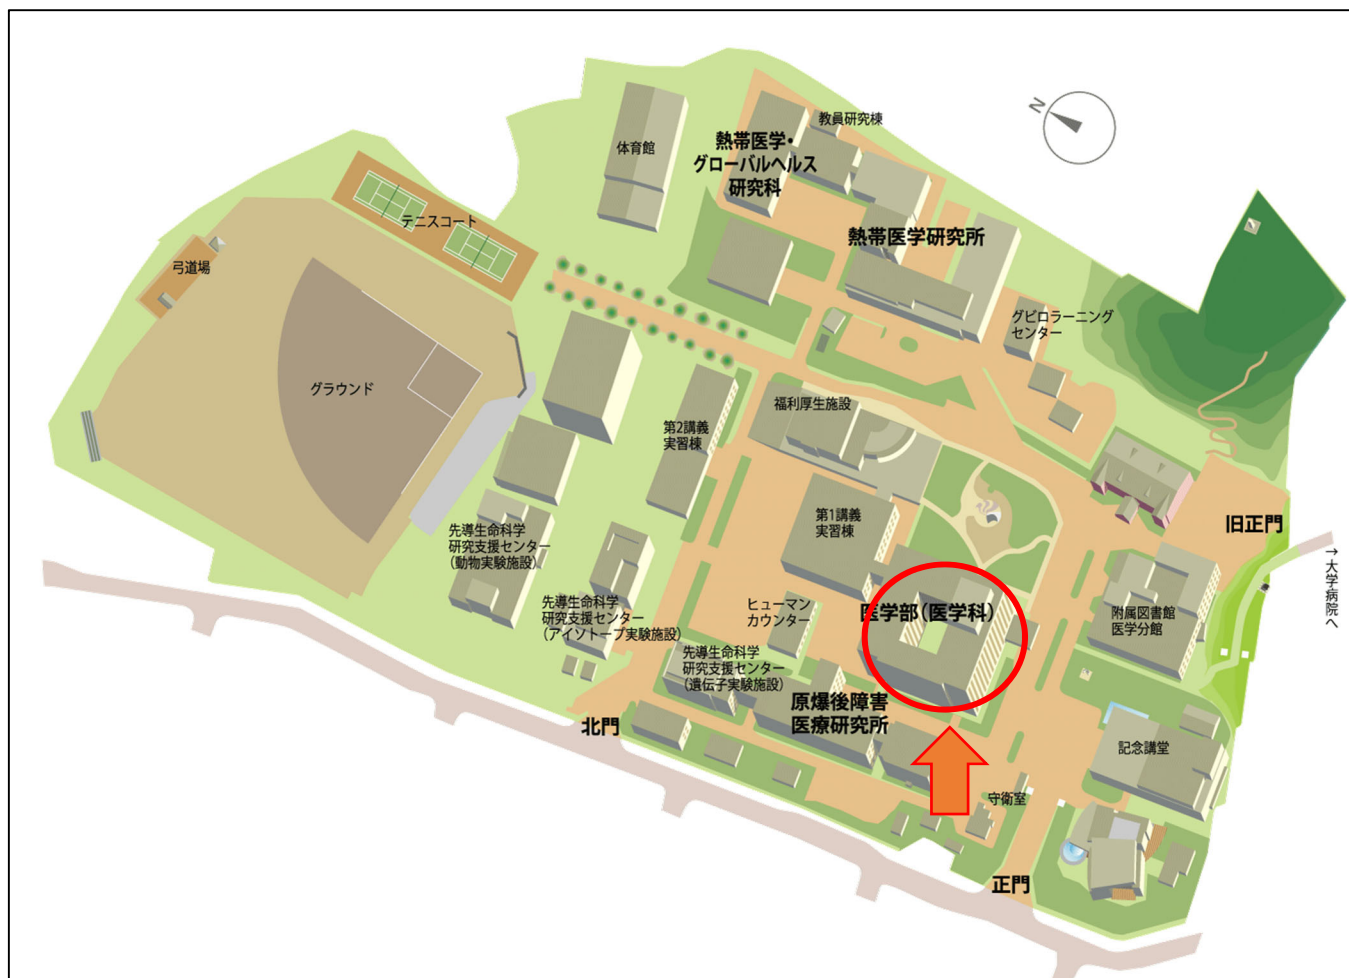 N
教員研究棟
体育館
熱帯医学・
グローバルヘルス
研究科
テニスコート
熱帯医学研究所
弓道場
グビロラーニング
センター
グラウンド
福利厚生施設
第2講義
実習棟
第1講義
実習棟
旧正門
→大学病院へ
先導生命科学
研究支援センター
(動物実験施設)
先導生命科学
研究支援センター
(アイソトープ実験施設)
ヒューマン
カウンター
医学部(医学科)
附属図書館
医学分館
先導生命科学
研究支援センター
(遺伝子実験施設)
原爆後障害
医療研究所
北門
記念講堂
守衛室
正門